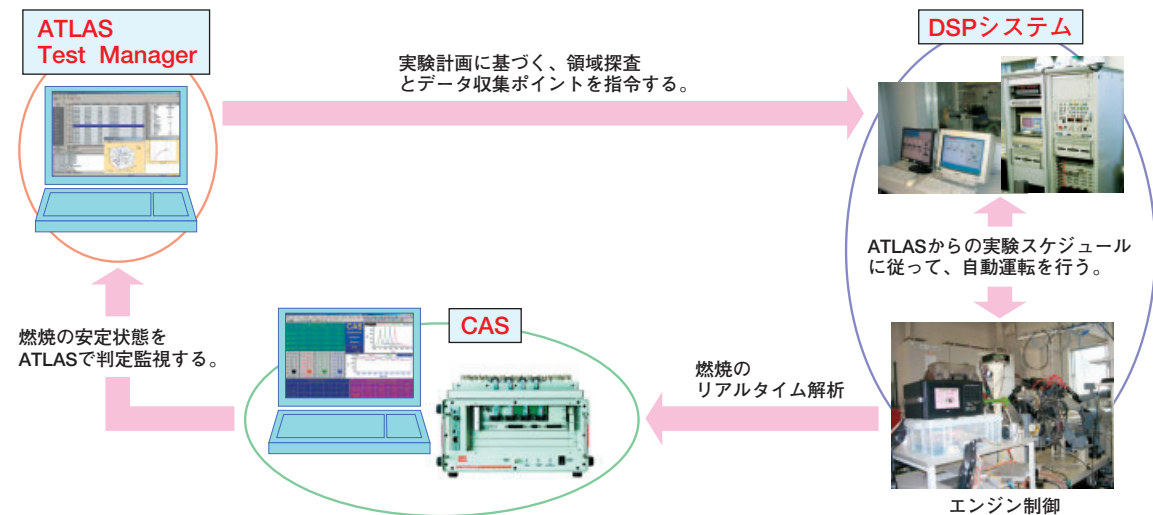 ATLAS
Test Manager
実験計画に基づく、領域探査
とデータ収集ポイントを指令する。
DSPシステム
ATLASからの実験スケジュール
に従って、自動運転を行う。
燃焼の安定状態を
ATLASで判定監視する。
CAS
燃焼の
リアルタイム解析
エンジン制御